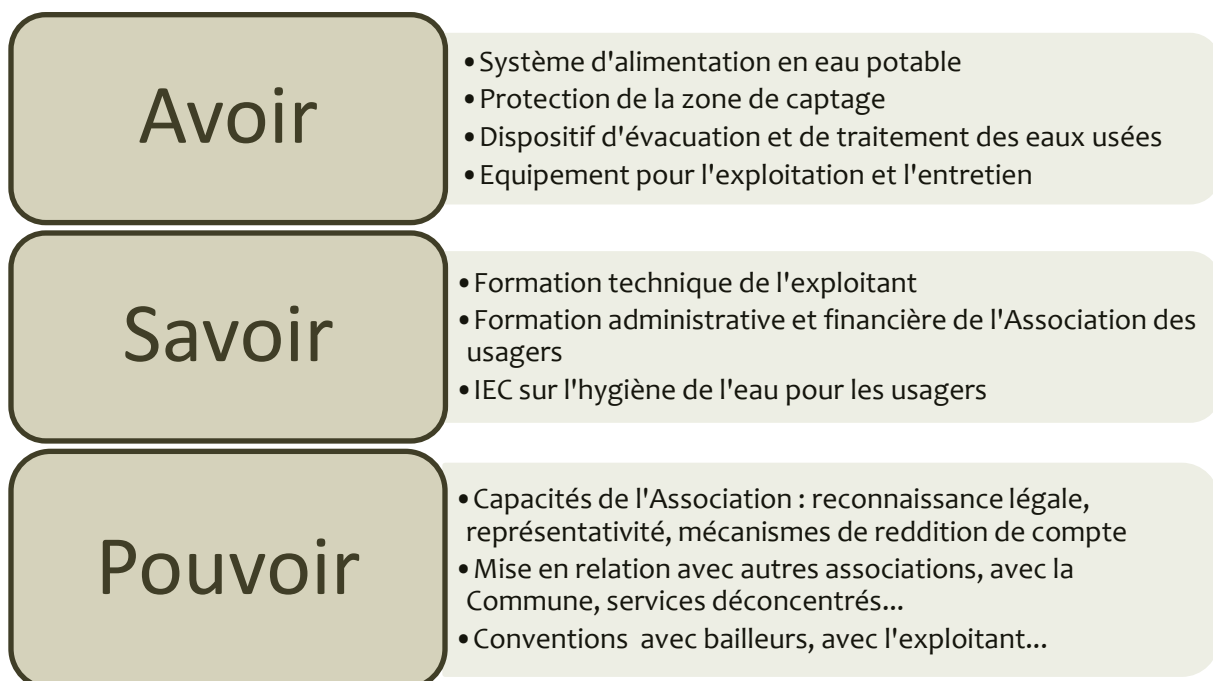 Avoir
•Système d'alimentation en eau potable
•Protection de la zone de captage
•Dispositif d'évacuation et de traitement des eaux usées
•Equipement pour l'exploitation et l'entretien
Savoir
•Formation technique de l'exploitant
•Formation administrative et financière de l'Association des
usagers
•IEC sur l'hygiène de l'eau pour les usagers
Pouvoir
•Capacités de l'Association : reconnaissance légale,
représentativité, mécanismes de reddition de compte
•Mise en relation avec autres associations, avec la
Commune, services déconcentrés...
•Conventions avec bailleurs, avec l'exploitant...